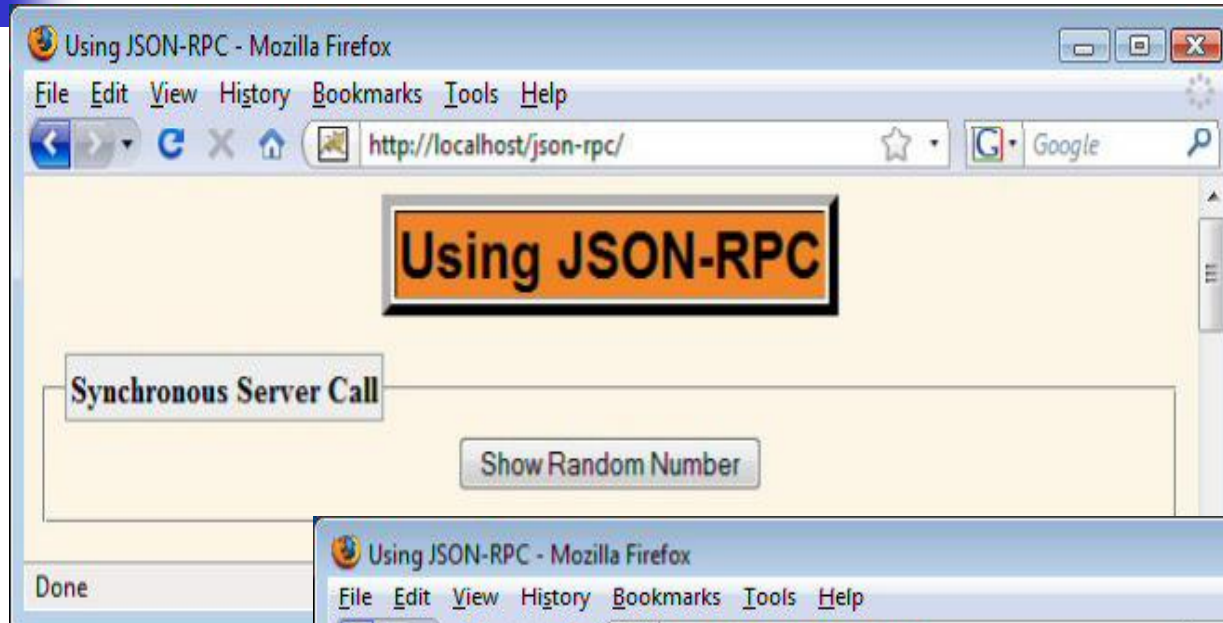 Using JSON-RPC - Mozilla Firefox
File Edit View History Bookmarks Tools Help
http://localhost/json-rpc/ G Google
Using JSON-RPC
Synchronous Server Call
Show Random Number
Using JSON-RPC - Mozilla Firefox
Done
File Edit View History Bookmarks Tools Help